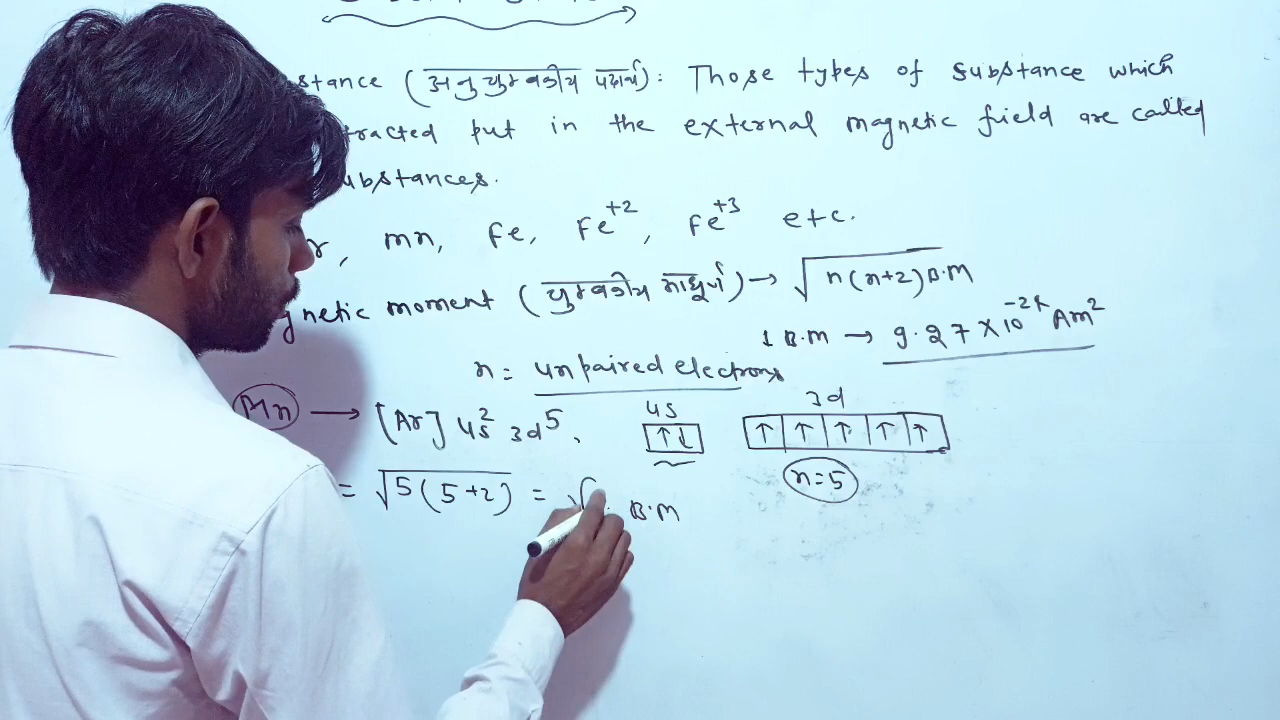 stance (अनुचुम्बकीय पदार्थ): Those types of substance which
tracted put in the external magnetic field are called
ubstances.
r, mn, Fe, Fe+2, Fe+3 etc.
gnetic moment (चुम्बकीय आघूर्ण) → √n(n+2) B.M
1 B.M → 9.27 × 10-24 Am2
n = unpaired electrons
Mn → [Ar] 4s2 3d5. 4s ↑↓ 3d ↑ ↑ ↑ ↑ ↑
n=5
= √5(5+2) = B.M